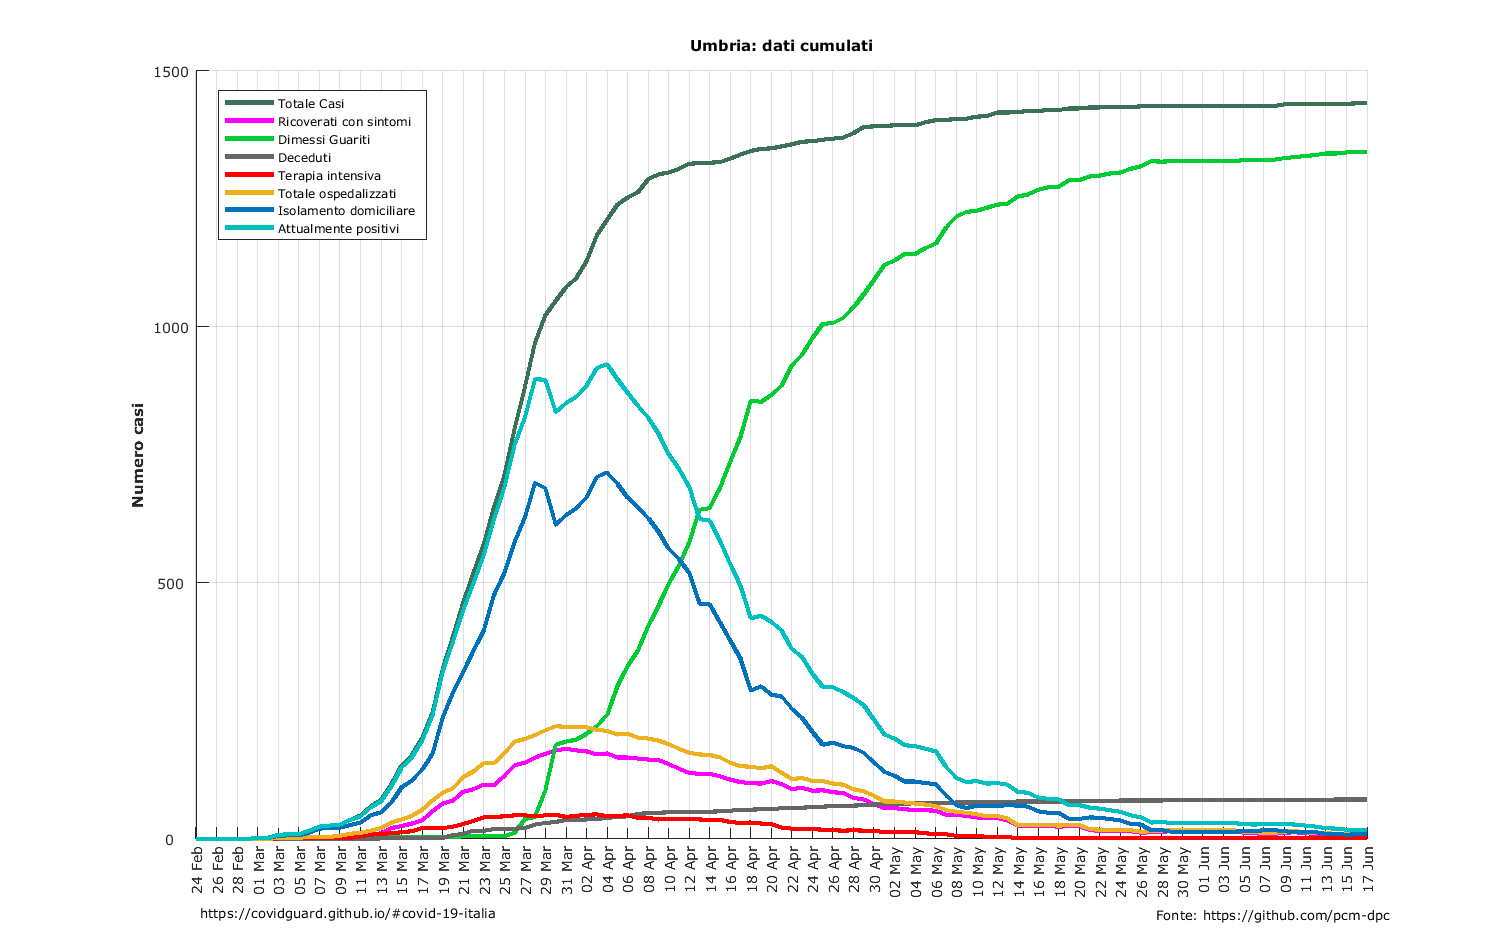 Umbria: dati cumulati
1500
1000
500
0
Numero casi
Totale Casi
Ricoverati con sintomi
Dimessi Guariti
Deceduti
Terapia intensiva
Totale ospedalizzati
Isolamento domiciliare
Attualmente positivi
24 Feb
26 Feb
28 Feb
01 Mar
03 Mar
05 Mar
07 Mar
09 Mar
11 Mar
13 Mar
15 Mar
17 Mar
19 Mar
21 Mar
23 Mar
25 Mar
27 Mar
29 Mar
31 Mar
02 Apr
04 Apr
06 Apr
08 Apr
10 Apr
12 Apr
14 Apr
16 Apr
18 Apr
20 Apr
22 Apr
24 Apr
26 Apr
28 Apr
30 Apr
02 May
04 May
06 May
08 May
10 May
12 May
14 May
16 May
18 May
20 May
22 May
24 May
26 May
28 May
30 May
01 Jun
03 Jun
05 Jun
07 Jun
09 Jun
11 Jun
13 Jun
15 Jun
17 Jun
https://covidguard.github.io/#covid-19-italia
Fonte: https://github.com/pcm-dpc